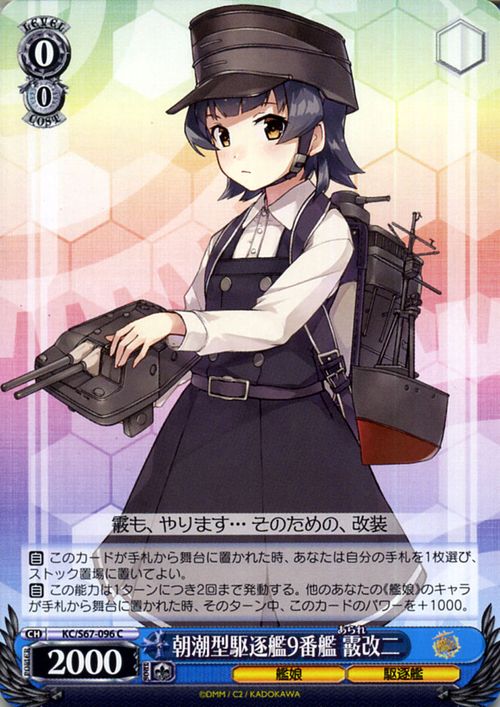 LEVEL
0
0
COST
霰も、やります… そのための、改装
自 このカードが手札から舞台に置かれた時、あなたは自分の手札を1枚選び、
ストック置場に置いてよい。
自 この能力は1ターンにつき2回まで発動する。他のあなたの《艦娘》のキャラ
が手札から舞台に置かれた時、そのターン中、このカードのパワーを+1000。
CH KC/S67-096 C
POWER
2000
SOUL
あられ
朝潮型駆逐艦9番艦 霰改二
艦娘 駆逐艦
©DMM / C2 / KADOKAWA